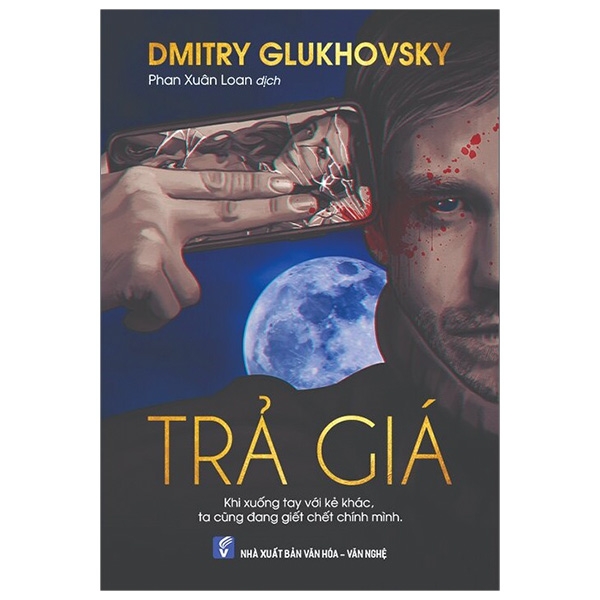 DMITRY GLUKHOVSKY
Phan Xuân Loan dịch
TRẢ GIÁ
Khi xuống tay với kẻ khác,
ta cũng đang giết chết chính mình.
NHÀ XUẤT BẢN VĂN HÓA – VĂN NGHỆ